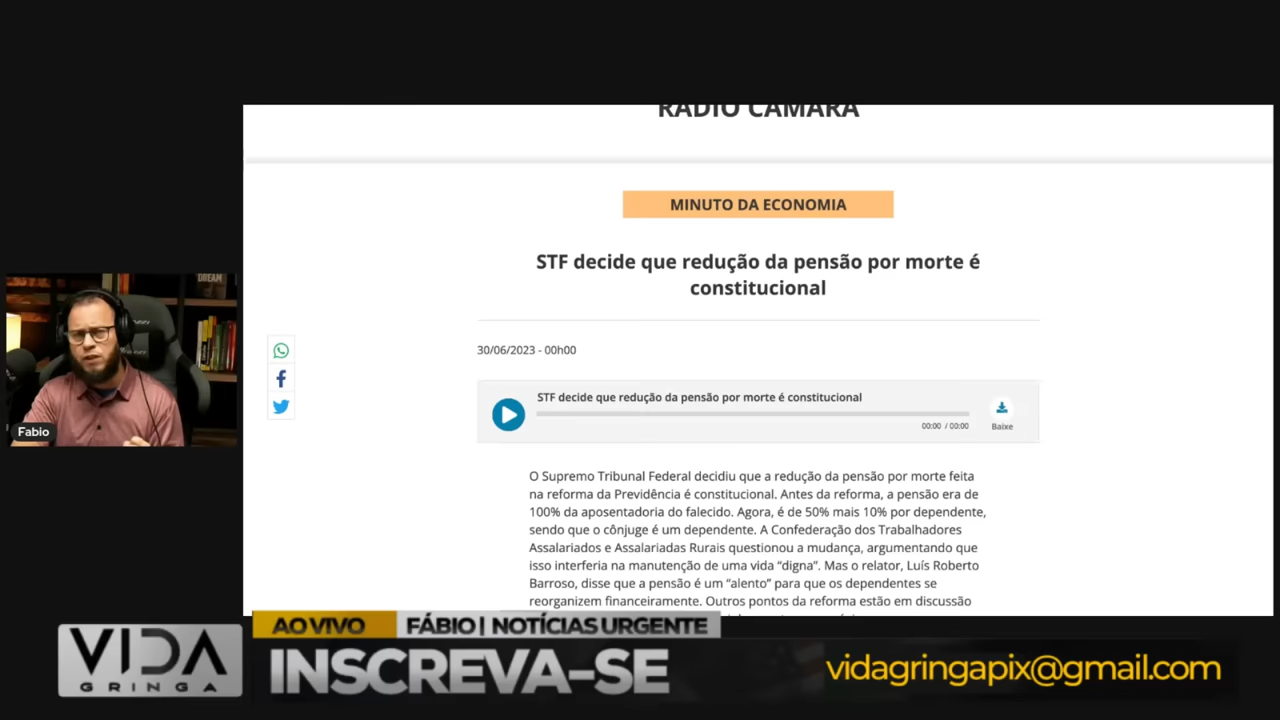 RÁDIO CÂMARA
MINUTO DA ECONOMIA
STF decide que redução da pensão por morte é
constitucional
30/06/2023 - 00h00
STF decide que redução da pensão por morte é constitucional
00:00 / 00:00
Baixe
O Supremo Tribunal Federal decidiu que a redução da pensão por morte feita
na reforma da Previdência é constitucional. Antes da reforma, a pensão era de
100% da aposentadoria do falecido. Agora, é de 50% mais 10% por dependente,
sendo que o cônjuge é um dependente. A Confederação dos Trabalhadores
Assalariados e Assalariadas Rurais questionou a mudança, argumentando que
isso interferia na manutenção de uma vida “digna”. Mas o relator, Luís Roberto
Barroso, disse que a pensão é um “alento” para que os dependentes se
reorganizem financeiramente. Outros pontos da reforma estão em discussão
DREAM
Fabio
AO VIVO FÁBIO | NOTÍCIAS URGENTE
VIDA
GRINGA
INSCREVA-SE
vidagringapix@gmail.com